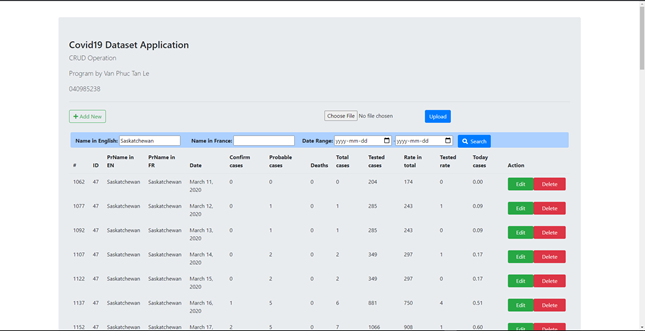 Covid19 Dataset Application
CRUD Operation
Program by Van Phuc Tan Le
040985238
+ Add New Choose File No file chosen Upload
Name in English: Saskatchewan Name in France: Date Range: yyyy-mm-dd - yyyy-mm-dd Search
# ID PrName in EN PrName in FR Date Confirm cases Probable cases Deaths Total cases Tested cases Rate in total Tested rate Today cases Action
1062 47 Saskatchewan Saskatchewan March 11, 2020 0 0 0 0 204 174 0 0.00 Edit Delete
1077 47 Saskatchewan Saskatchewan March 12, 2020 0 1 0 1 285 243 1 0.09 Edit Delete
1092 47 Saskatchewan Saskatchewan March 13, 2020 0 1 0 1 285 243 0 0.09 Edit Delete
1107 47 Saskatchewan Saskatchewan March 14, 2020 0 2 0 2 349 297 1 0.17 Edit Delete
1122 47 Saskatchewan Saskatchewan March 15, 2020 0 2 0 2 349 297 0 0.17 Edit Delete
1137 47 Saskatchewan Saskatchewan March 16, 2020 1 5 0 6 881 750 4 0.51 Edit Delete
1152 47 Saskatchewan Saskatchewan March 17, 2 5 0 7 1066 908 1 0.60 Edit Delete